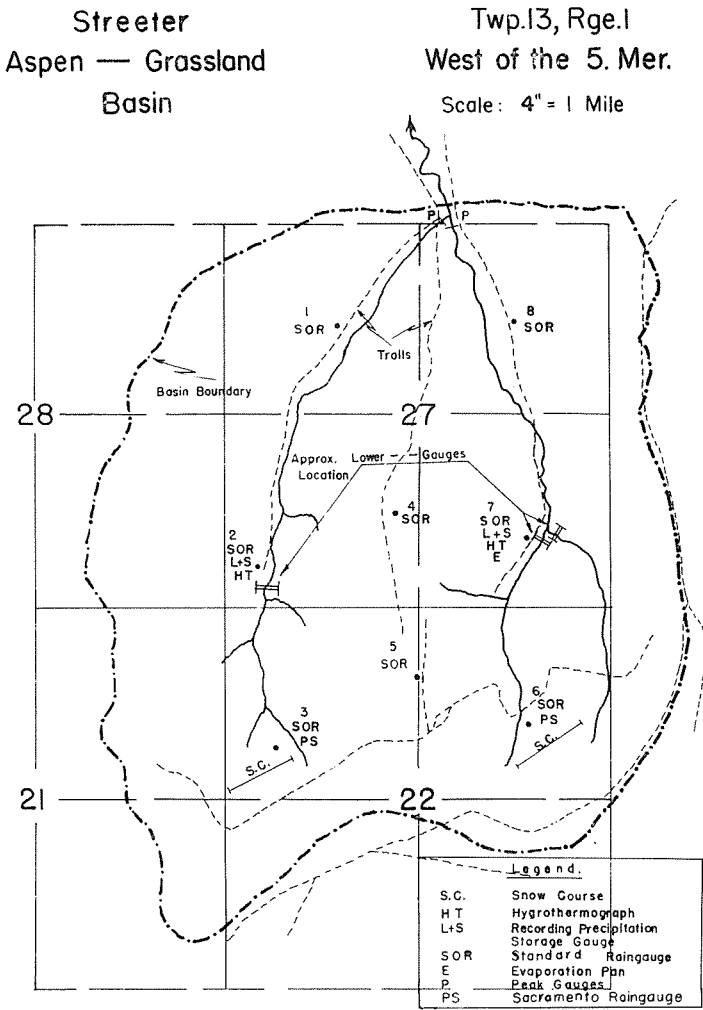 Streeter
Aspen — Grassland
Basin
Twp.13, Rge.1
West of the 5. Mer.
Scale: 4" = 1 Mile
P P
1
SOR
8
SOR
Trails
Basin Boundary
28
27
Approx. Lower Gauges
Location
4
SOR
7
SOR
L+S
HT
E
2
SOR
L+S
HT
5
SOR
3
SOR
PS
6
SOR
PS
S.C.
S.C.
21
22
Legend.
S.C. Snow Course
HT Hygrothermograph
L+S Recording Precipitation
Storage Gauge
SOR Standard Raingauge
E Evaporation Pan
P Peak Gauges
PS Sacramento Raingauge